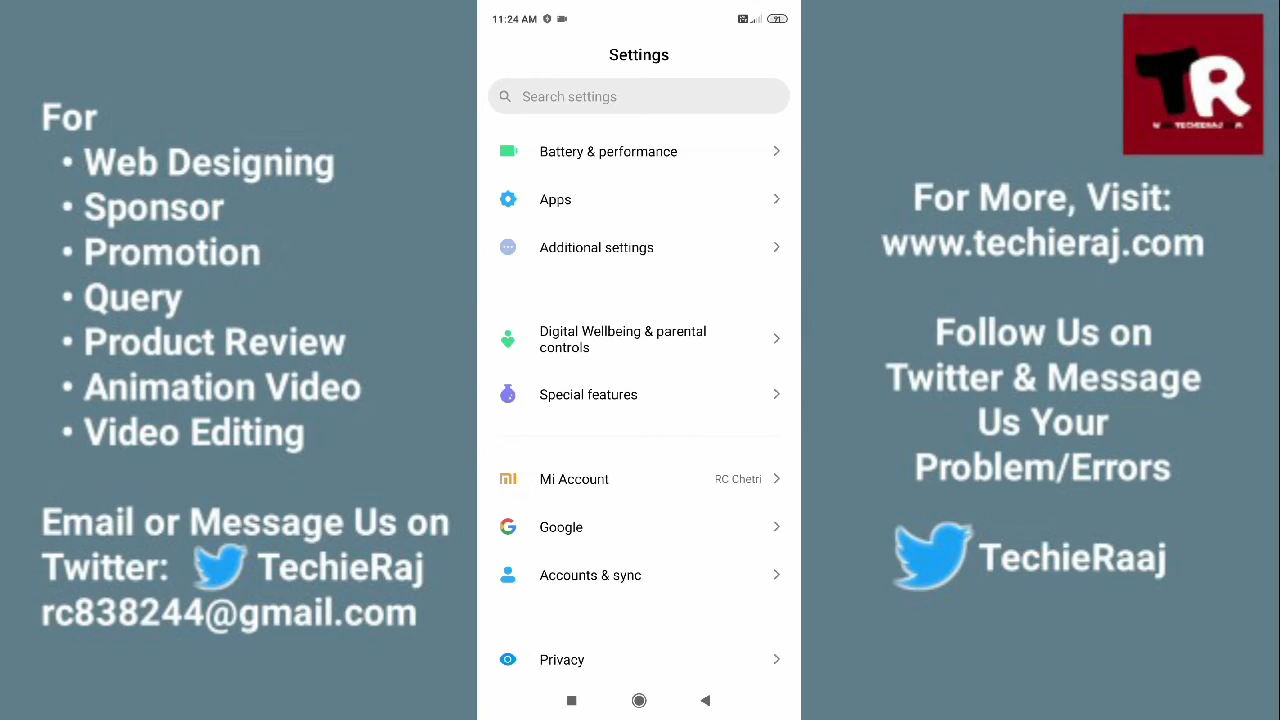 For
• Web Designing
• Sponsor
• Promotion
• Query
• Product Review
• Animation Video
• Video Editing
Email or Message Us on
Twitter: TechieRaj
rc838244@gmail.com
11:24 AM
91
Settings
Search settings
Battery & performance
Apps
Additional settings
Digital Wellbeing & parental
controls
Special features
Mi Account RC Chetri
Google
Accounts & sync
Privacy
TR
For More, Visit:
www.techieraj.com
Follow Us on
Twitter & Message
Us Your
Problem/Errors
TechieRaaj